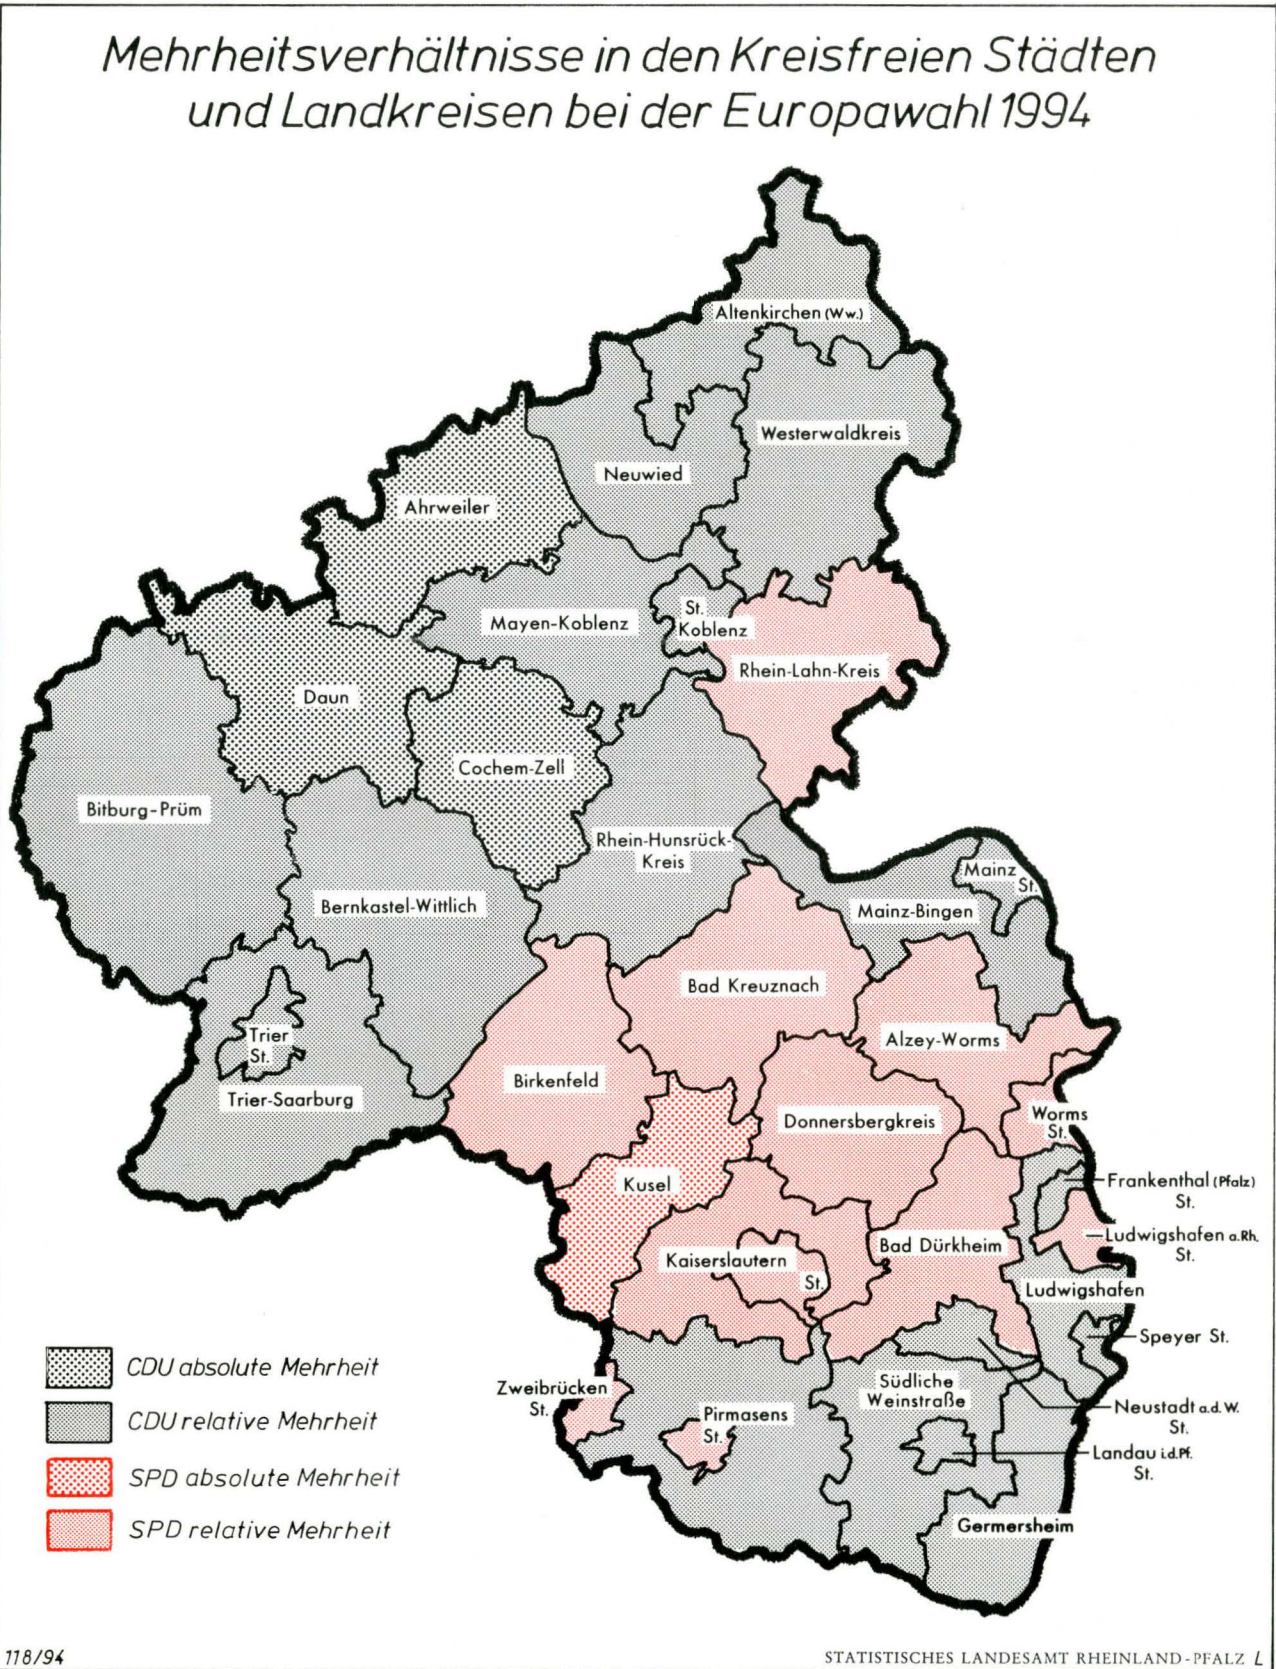 Mehrheitsverhältnisse in den Kreisfreien Städten
und Landkreisen bei der Europawahl 1994
Altenkirchen (Ww.)
Westerwaldkreis
Neuwied
Ahrweiler
Mayen-Koblenz
St.
Koblenz
Rhein-Lahn-Kreis
Daun
Cochem-Zell
Bitburg-Prüm
Rhein-Hunsrück-
Kreis
Mainz
St.
Bernkastel-Wittlich
Mainz-Bingen
Bad Kreuznach
Trier
St.
Alzey-Worms
Birkenfeld
Trier-Saarburg
Donnersbergkreis
Worms
St.
Kusel
Frankenthal (Pfalz)
St.
Ludwigshafen a.Rh.
St.
Bad Dürkheim
Kaiserslautern
St.
Ludwigshafen
Speyer St.
CDU absolute Mehrheit
CDU relative Mehrheit
SPD absolute Mehrheit
SPD relative Mehrheit
Zweibrücken
St.
Südliche
Weinstraße
Pirmasens
St.
Neustadt a.d.W.
St.
Landau i.d.Pf.
St.
Germersheim
118/94
STATISTISCHES LANDESAMT RHEINLAND-PFALZ L